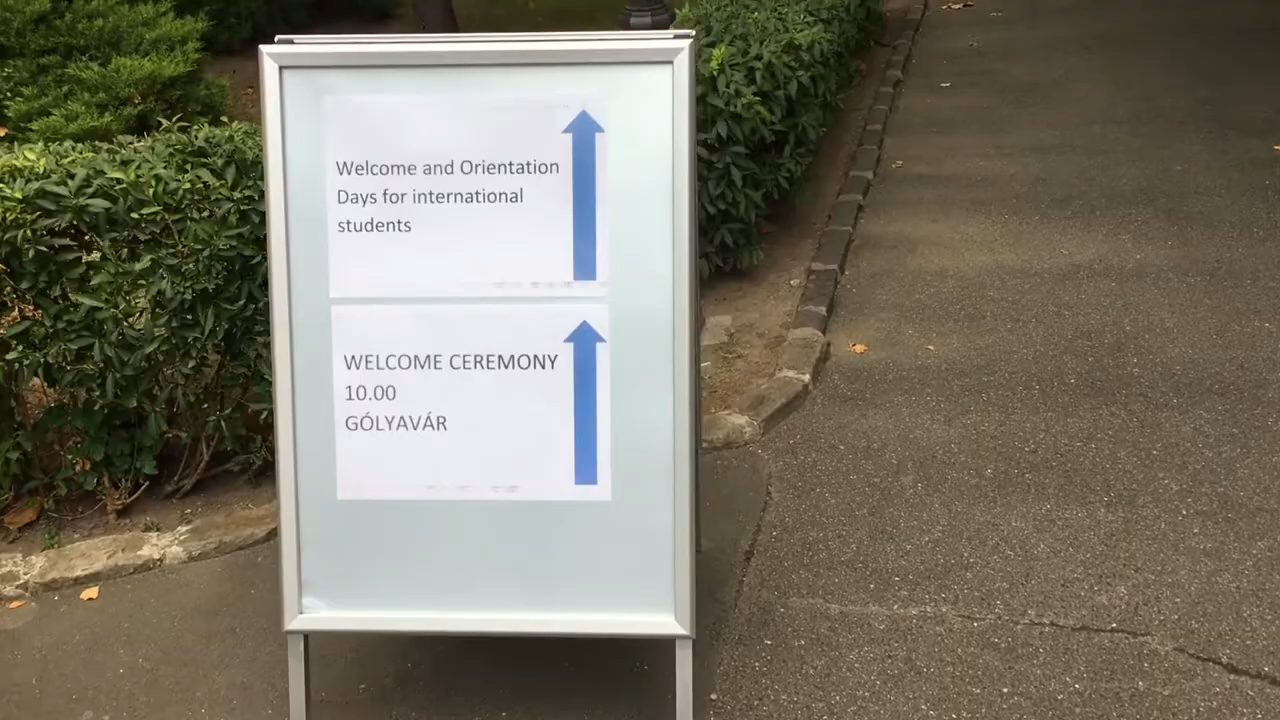 Welcome and Orientation
Days for international
students
WELCOME CEREMONY
10.00
GÓLYAVÁR